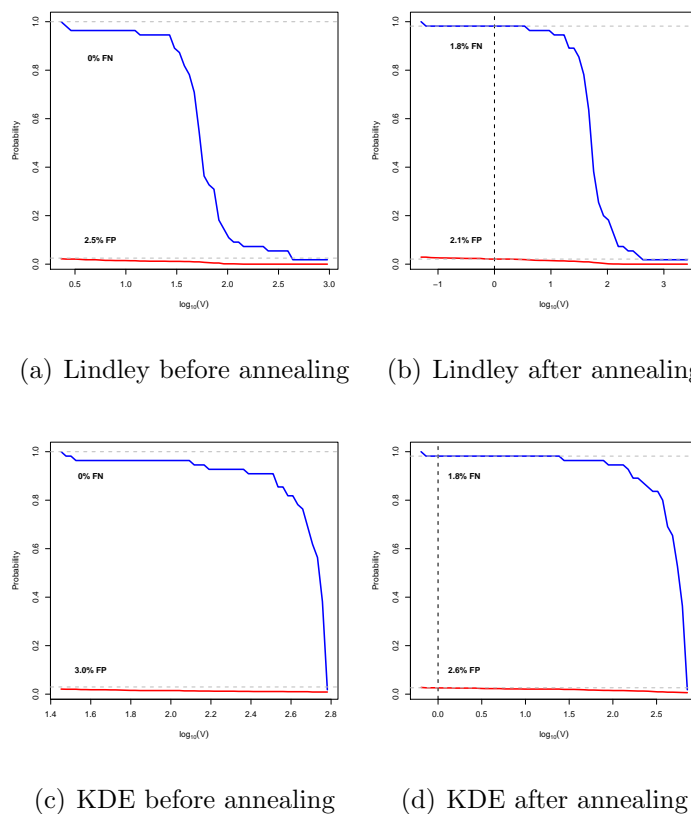 1.0
0.8
0.6
0.4
0.2
0.0
Probability
0% FN
2.5% FP
0.5 1.0 1.5 2.0 2.5 3.0
log10(V)
1.0
0.8
0.6
0.4
0.2
0.0
Probability
1.8% FN
2.1% FP
−1 0 1 2 3
log10(V)
(a) Lindley before annealing (b) Lindley after annealing
1.0
0.8
0.6
0.4
0.2
0.0
Probability
0% FN
3.0% FP
1.4 1.6 1.8 2.0 2.2 2.4 2.6 2.8
log10(V)
1.0
0.8
0.6
0.4
0.2
0.0
Probability
1.8% FN
2.6% FP
0.0 0.5 1.0 1.5 2.0 2.5
log10(V)
(c) KDE before annealing (d) KDE after annealing